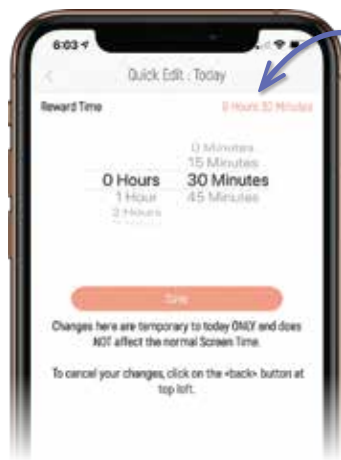 6:03
Quick Edit : Today
Reward Time 0 Hours 30 Minutes
0 Minutes
15 Minutes
0 Hours 30 Minutes
1 Hour 45 Minutes
2 Hours
Save
Changes here are temporary to today ONLY and does
NOT affect the normal Screen Time.
To cancel your changes, click on the <back> button at
top left.